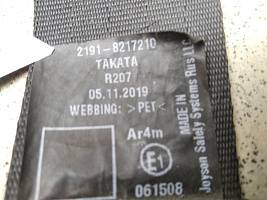 2191-8217210
TAKATA
R207
05.11.2019
WEBBING: >PET<
Ar4m
E1
061508
MADE IN
Joyson Safety Systems Rus LLC